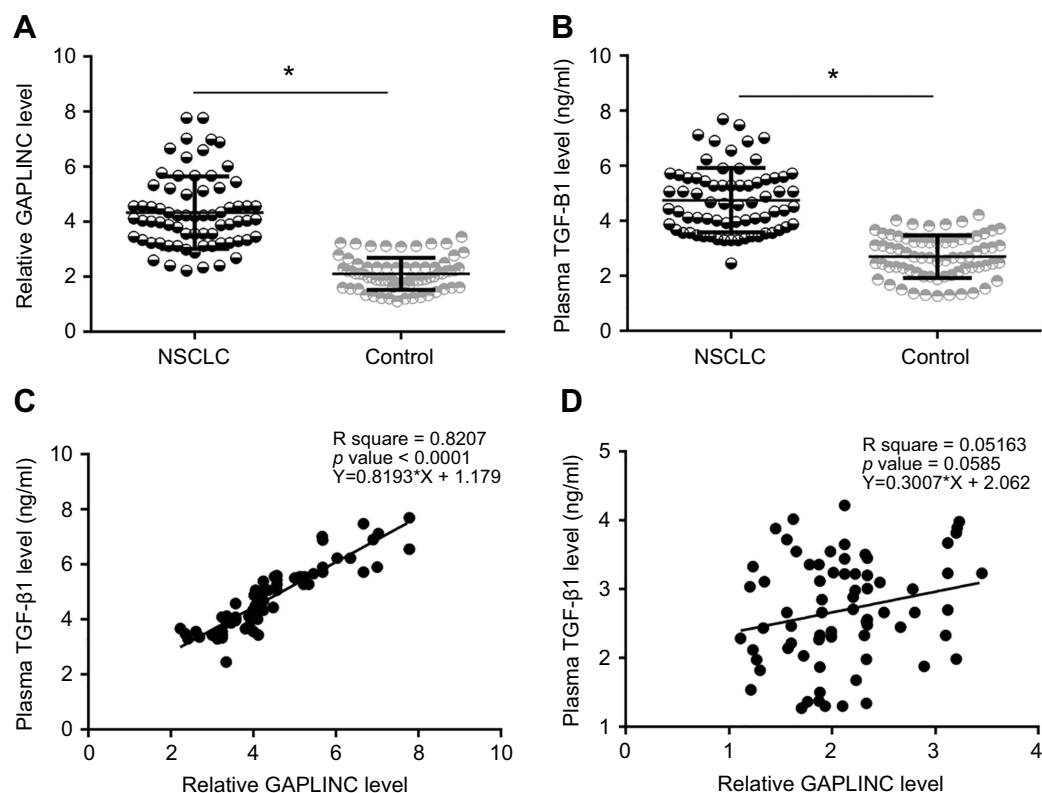 A
Relative GAPLINC level
10
8
6
4
2
0
*
NSCLC
Control
B
Plasma TGF-B1 level (ng/ml)
10
8
6
4
2
0
*
NSCLC
Control
C
Plasma TGF-β1 level (ng/ml)
10
8
6
4
2
0
R square = 0.8207
p value < 0.0001
Y=0.8193*X + 1.179
0
2
4
6
8
10
Relative GAPLINC level
D
Plasma TGF-β1 level (ng/ml)
5
4
3
2
1
R square = 0.05163
p value = 0.0585
Y=0.3007*X + 2.062
0
1
2
3
4
Relative GAPLINC level